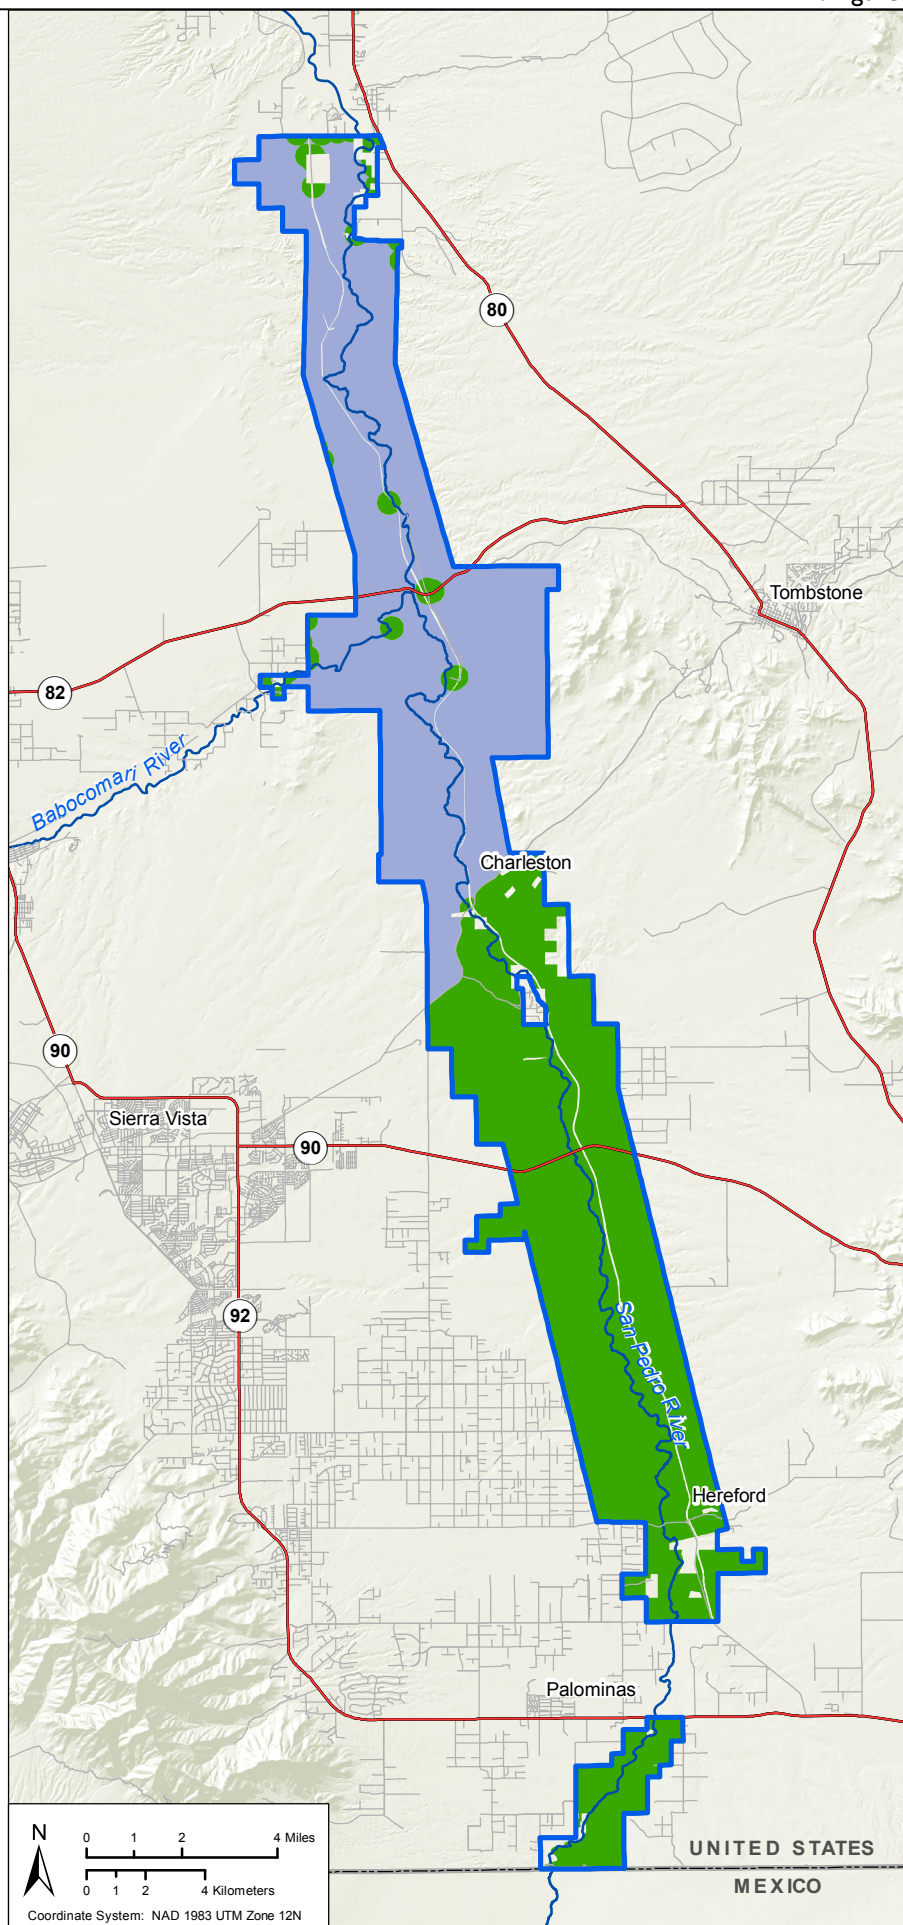 80
Tombstone
82
Babocomari River
Charleston
90
Sierra Vista
90
92
San Pedro River
Hereford
Palominas
UNITED STATES
MEXICO
N
0 1 2 4 Miles
0 1 2 4 Kilometers
Coordinate System: NAD 1983 UTM Zone 12N